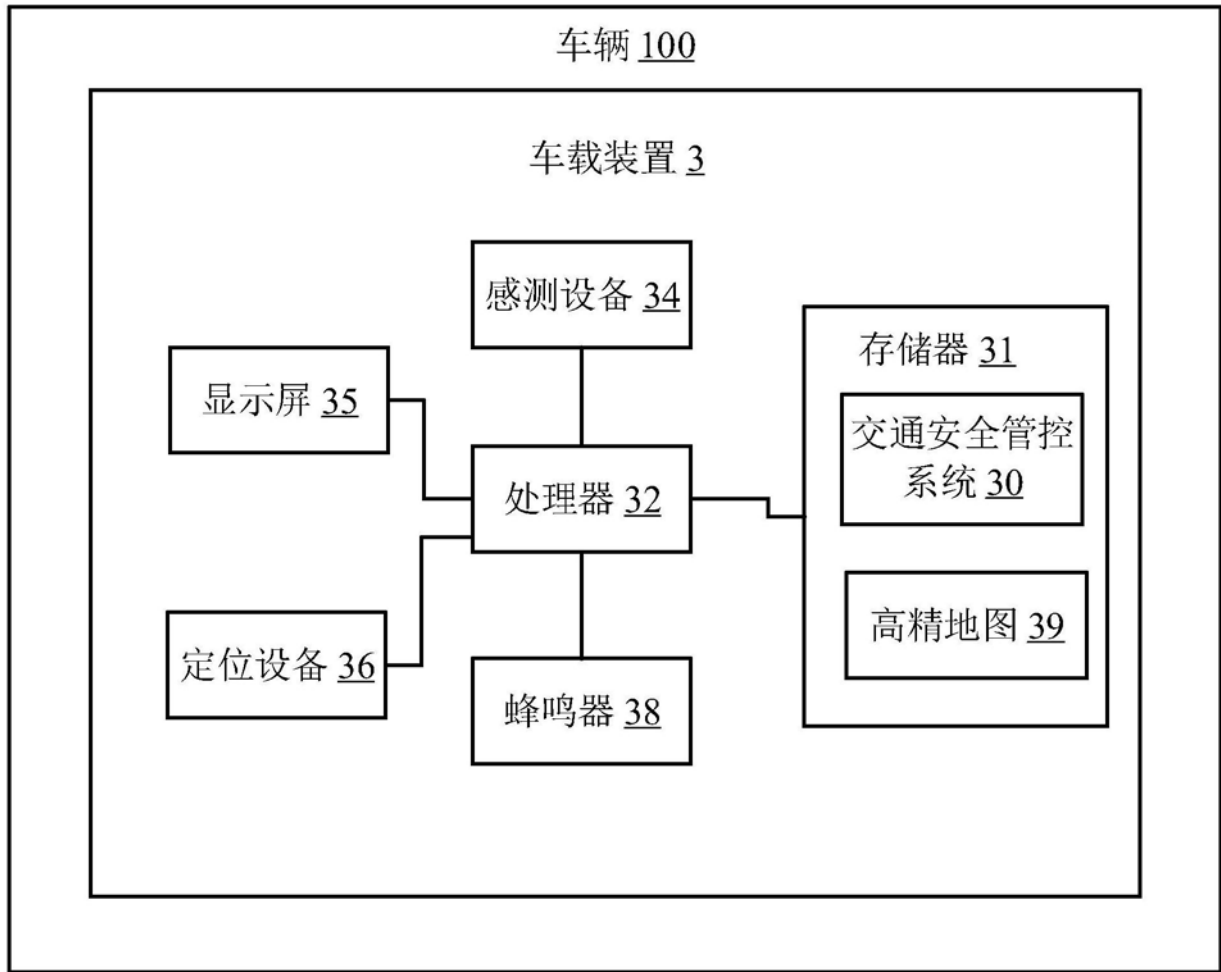 车辆 100
车载装置 3
感测设备 34
存储器 31
显示屏 35
交通安全管控
系统 30
处理器 32
高精地图 39
定位设备 36
蜂鸣器 38